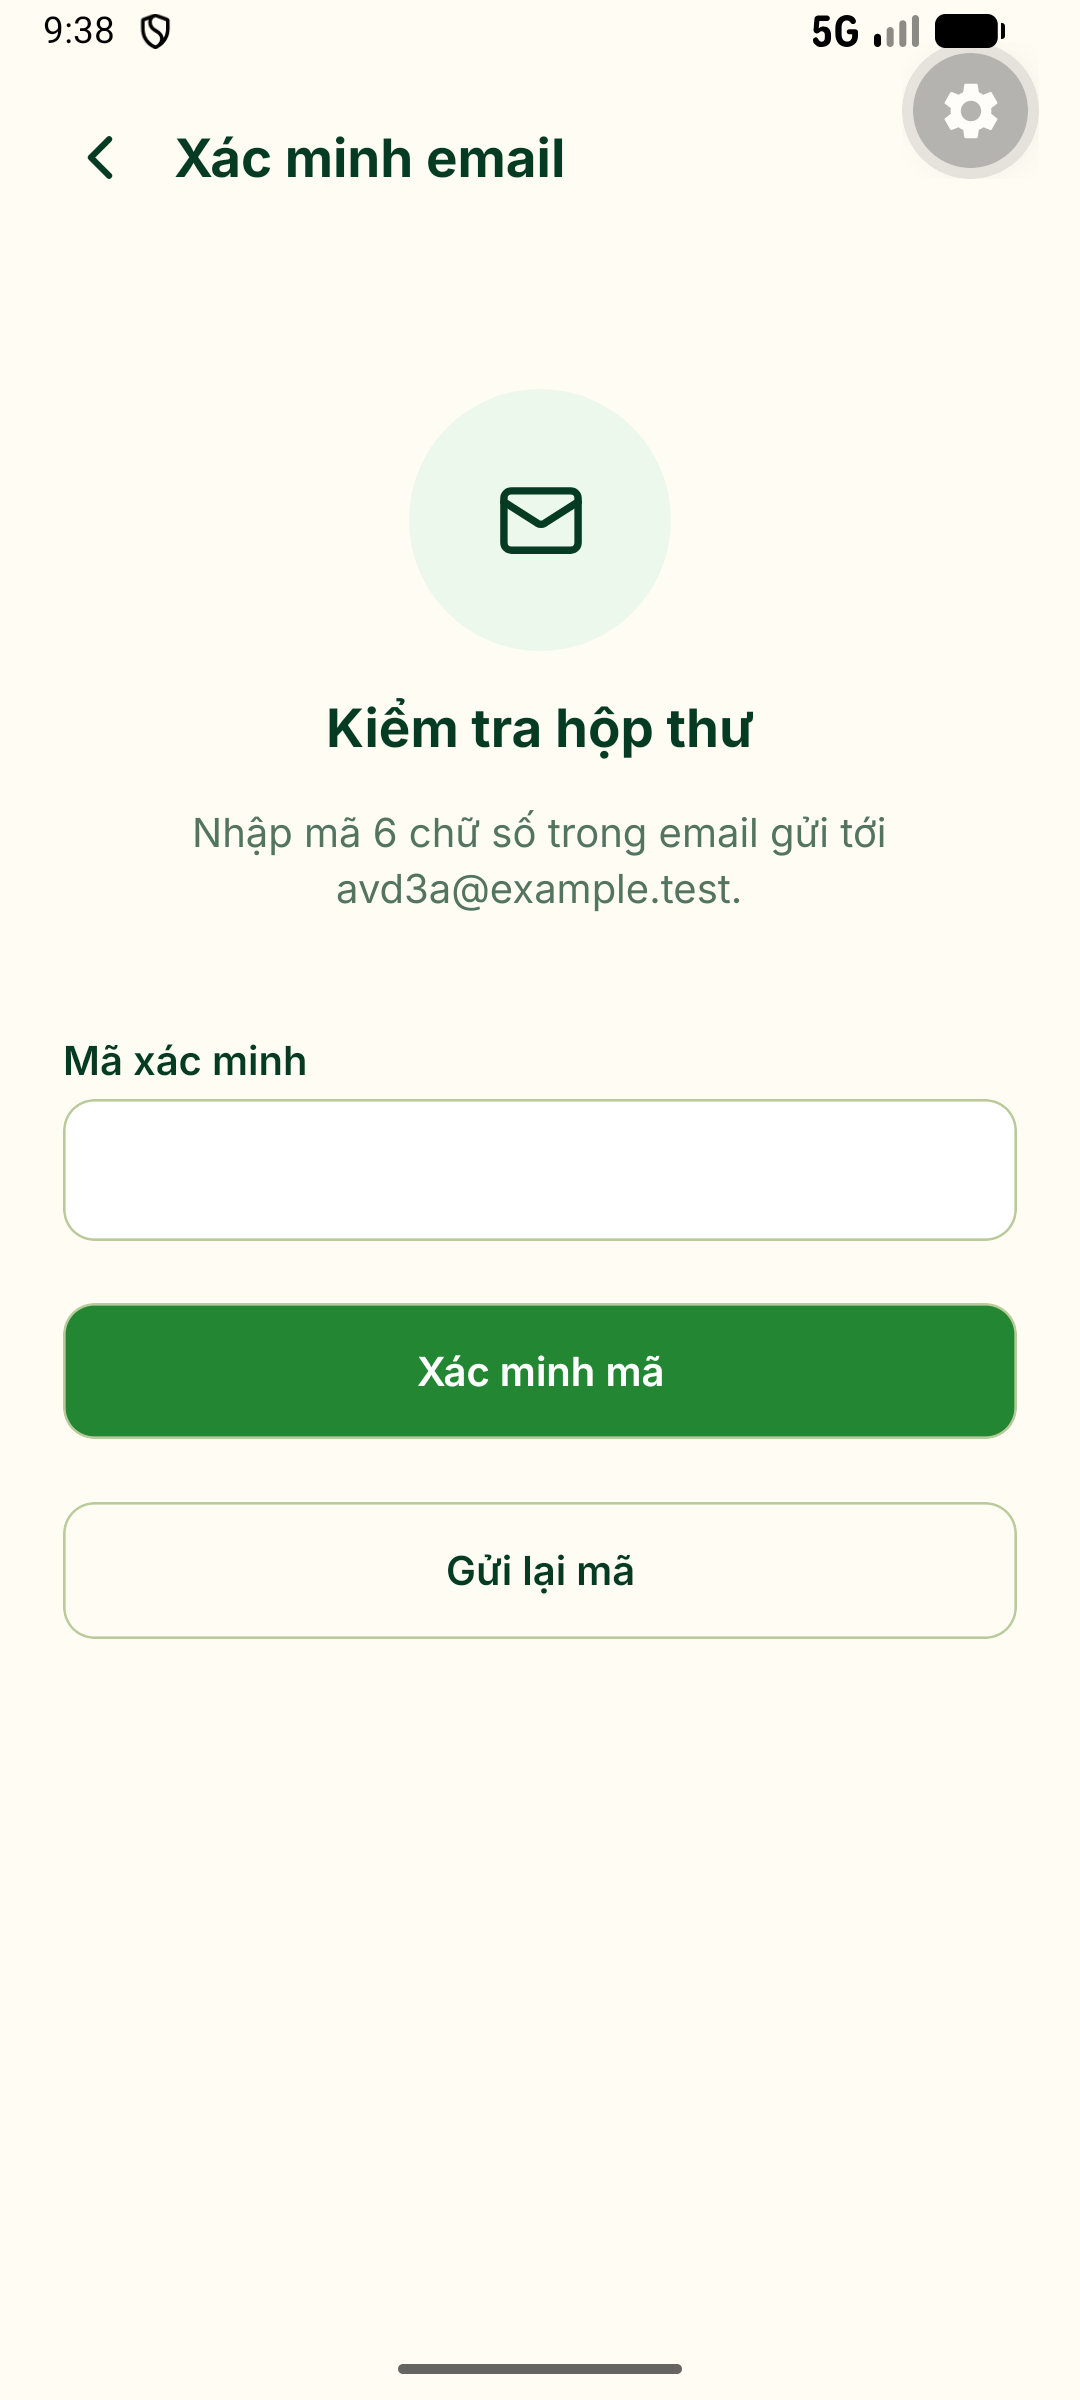 9:38
5G
Xác minh email
Kiểm tra hộp thư
Nhập mã 6 chữ số trong email gửi tới
avd3a@example.test.
Mã xác minh
Xác minh mã
Gửi lại mã